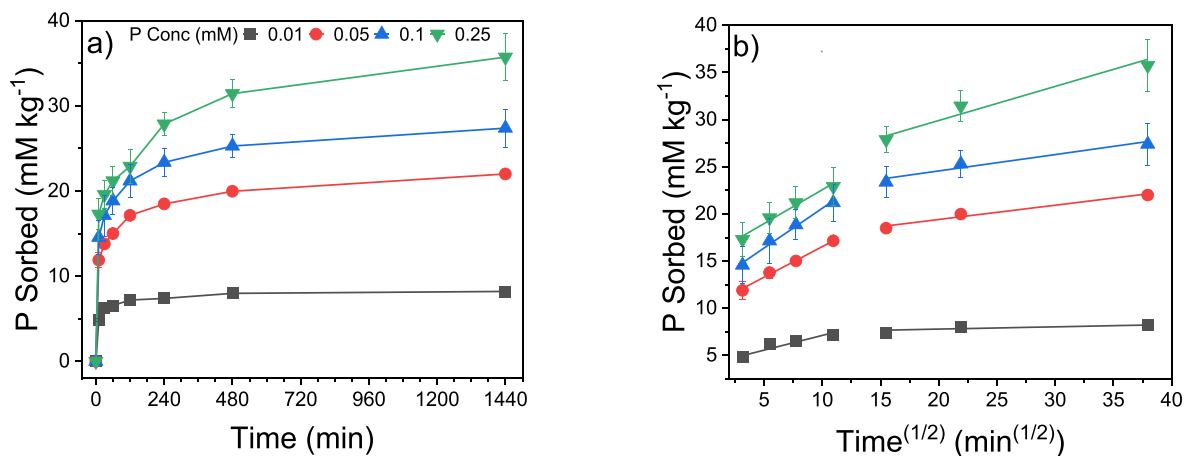 a)
P Conc (mM) 0.01 0.05 0.1 0.25
40
30
20
10
0
P Sorbed (mM kg⁻¹)
0 240 480 720 960 1200 1440
Time (min)
b)
40
35
30
25
20
15
10
5
P Sorbed (mM kg⁻¹)
5 10 15 20 25 30 35 40
Time⁽¹/²⁾ (min⁽¹/²⁾)